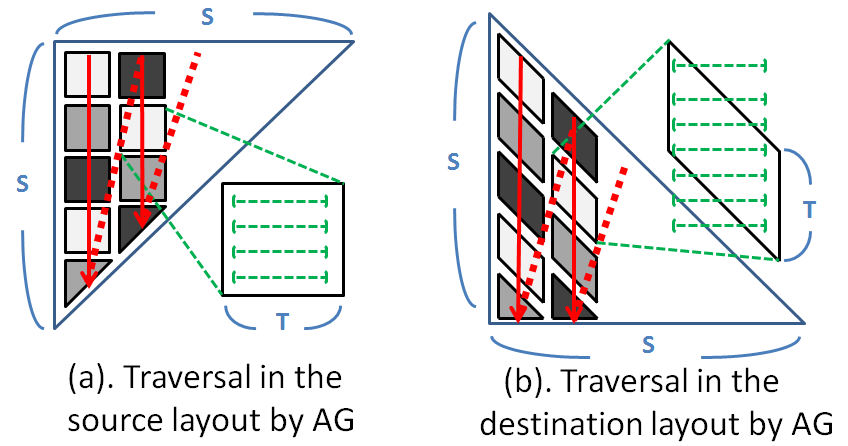 S
S
T
(a). Traversal in the
source layout by AG
S
T
S
(b). Traversal in the
destination layout by AG